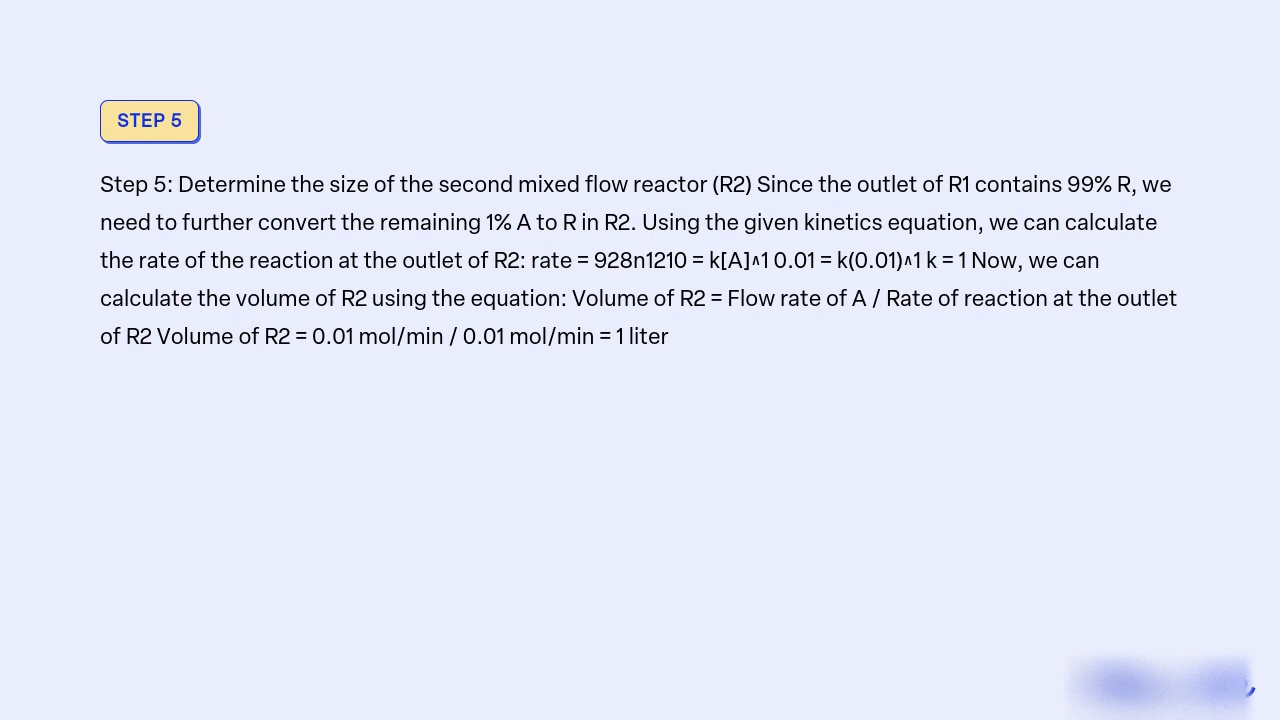 STEP 5
Step 5: Determine the size of the second mixed flow reactor (R2) Since the outlet of R1 contains 99% R, we
need to further convert the remaining 1% A to R in R2. Using the given kinetics equation, we can calculate
the rate of the reaction at the outlet of R2: rate = 928n1210 = k[A]^1 0.01 = k(0.01)^1 k = 1 Now, we can
calculate the volume of R2 using the equation: Volume of R2 = Flow rate of A / Rate of reaction at the outlet
of R2 Volume of R2 = 0.01 mol/min / 0.01 mol/min = 1 liter